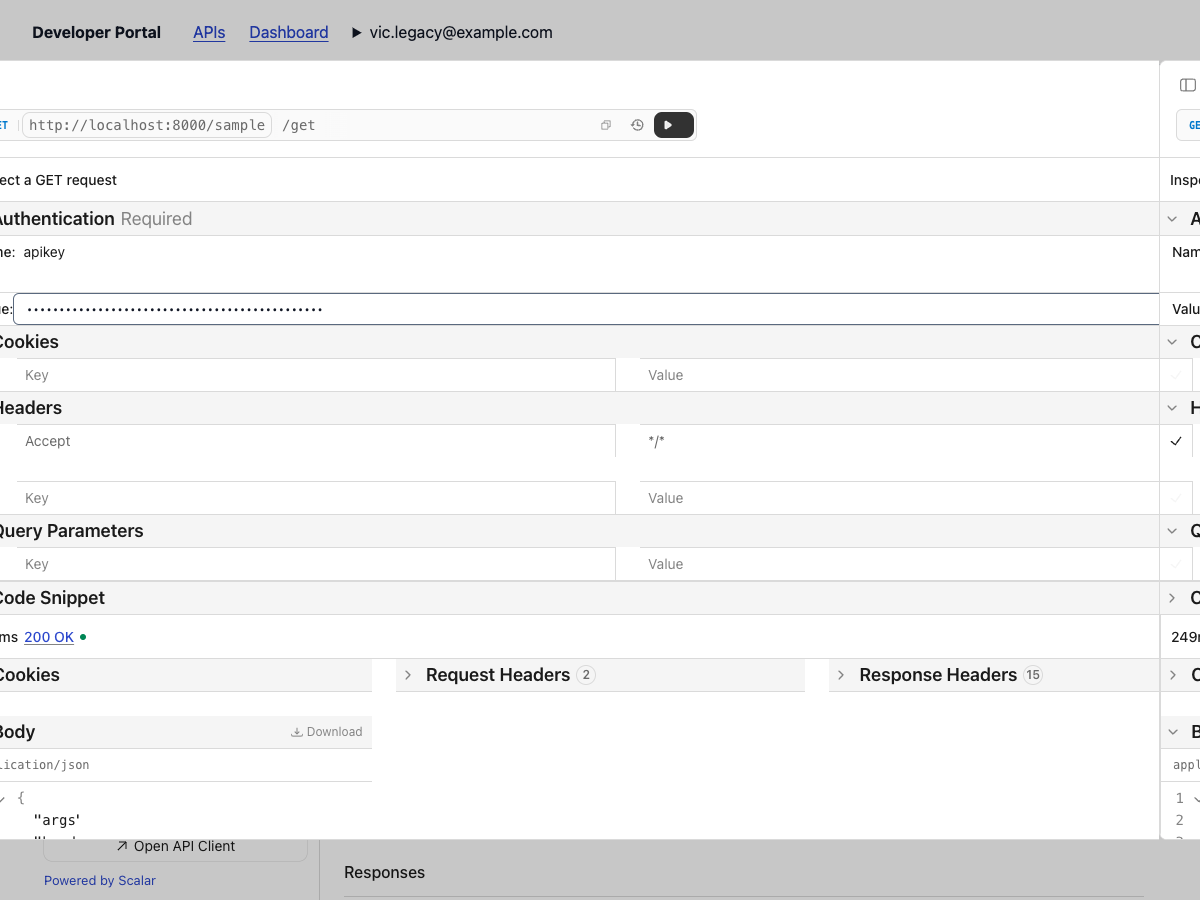 Developer Portal APIs Dashboard ▶ vic.legacy@example.com
ET http://localhost:8000/sample /get GE
ect a GET request Insp
Authentication Required A
ne: apikey Nam
e: •••••••••••••••••••••••••••••••••••••••••••••• Valu
Cookies C
Key Value
Headers H
Accept */*
Key Value
Query Parameters Q
Key Value
Code Snippet C
ms 200 OK 249m
Cookies Request Headers 2 Response Headers 15 C
Body Download B
lication/json appl
{ 1
"args" 2
Open API Client
Powered by Scalar
Responses